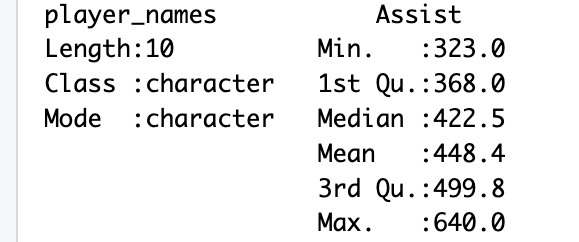 player_names Assist
Length:10 Min. :323.0
Class :character 1st Qu.:368.0
Mode :character Median :422.5
Mean :448.4
3rd Qu.:499.8
Max. :640.0